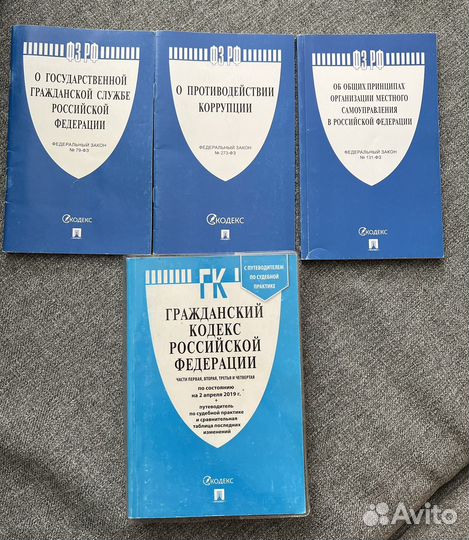 ФЗ РФ
О ГОСУДАРСТВЕННОЙ
ГРАЖДАНСКОЙ СЛУЖБЕ
РОССИЙСКОЙ
ФЕДЕРАЦИИ
ФЕДЕРАЛЬНЫЙ ЗАКОН
№ 79-ФЗ
КОДЕКС
ФЗ РФ
О ПРОТИВОДЕЙСТВИИ
КОРРУПЦИИ
ФЕДЕРАЛЬНЫЙ ЗАКОН
№ 273-ФЗ
КОДЕКС
ФЗ РФ
ОБ ОБЩИХ ПРИНЦИПАХ
ОРГАНИЗАЦИИ МЕСТНОГО
САМОУПРАВЛЕНИЯ
В РОССИЙСКОЙ ФЕДЕРАЦИИ
ФЕДЕРАЛЬНЫЙ ЗАКОН
№ 131-ФЗ
КОДЕКС
ГК
С ПУТЕВОДИТЕЛЕМ
ПО СУДЕБНОЙ
ПРАКТИКЕ
ГРАЖДАНСКИЙ
КОДЕКС
РОССИЙСКОЙ
ФЕДЕРАЦИИ
ЧАСТИ ПЕРВАЯ, ВТОРАЯ, ТРЕТЬЯ И ЧЕТВЕРТАЯ
по состоянию
на 2 апреля 2019 г.
+
путеводитель
по судебной практике
и сравнительная
таблица последних
изменений
КОДЕКС
Avito